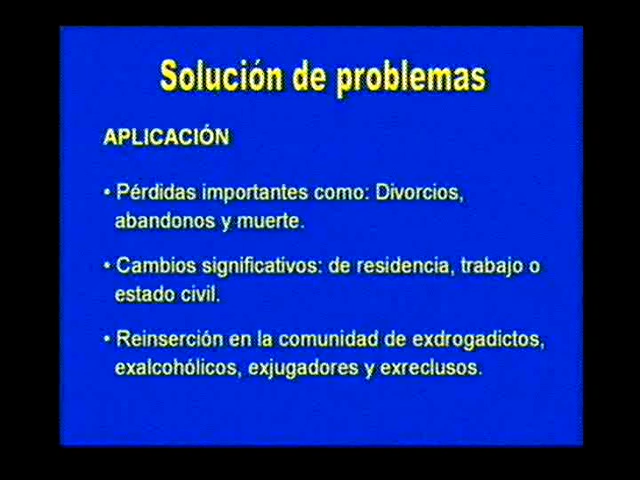 Solución de problemas
APLICACIÓN
• Pérdidas importantes como: Divorcios,
abandonos y muerte.
• Cambios significativos: de residencia, trabajo o
estado civil.
• Reinserción en la comunidad de exdrogadictos,
exalcohólicos, exjugadores y exreclusos.